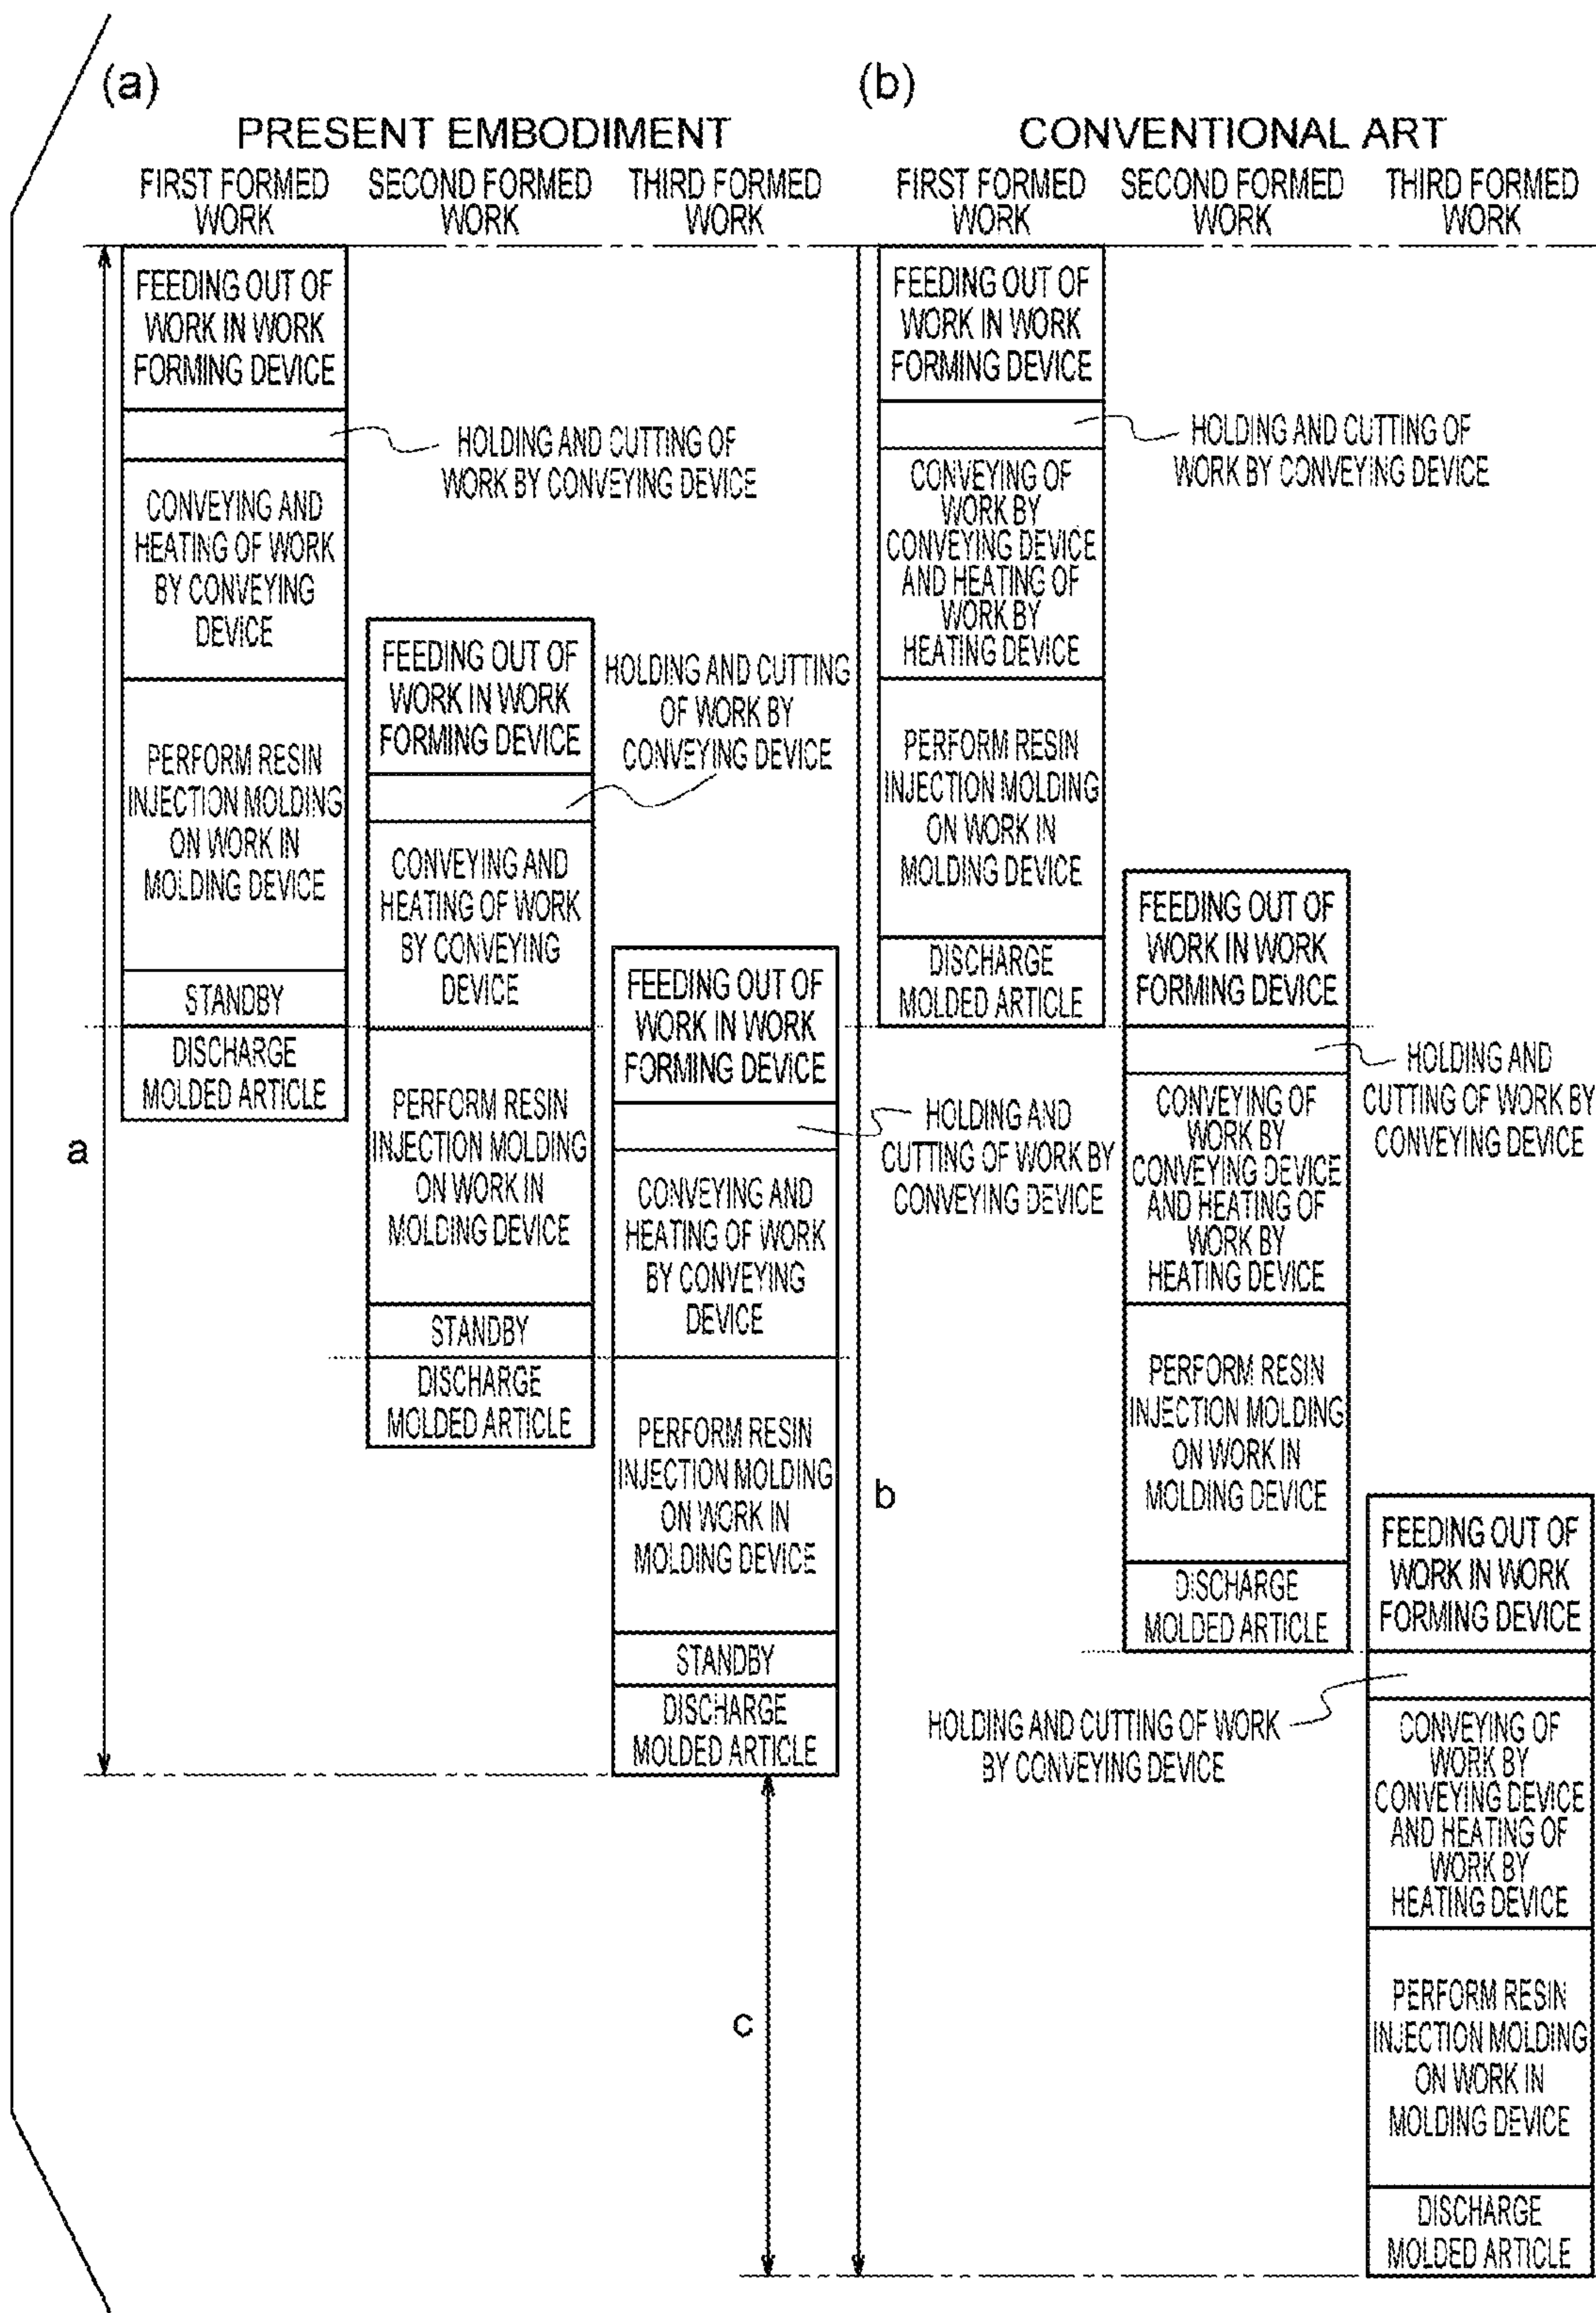 (a)
PRESENT EMBODIMENT
FIRST FORMED
WORK
SECOND FORMED
WORK
THIRD FORMED
WORK
FEEDING OUT OF
WORK IN WORK
FORMING DEVICE
HOLDING AND CUTTING OF
WORK BY CONVEYING DEVICE
CONVEYING AND
HEATING OF WORK
BY CONVEYING
DEVICE
PERFORM RESIN
INJECTION MOLDING
ON WORK IN
MOLDING DEVICE
STANDBY
DISCHARGE
MOLDED ARTICLE
a
FEEDING OUT OF
WORK IN WORK
FORMING DEVICE
HOLDING AND CUTTING
OF WORK BY
CONVEYING DEVICE
CONVEYING AND
HEATING OF WORK
BY CONVEYING
DEVICE
PERFORM RESIN
INJECTION MOLDING
ON WORK IN
MOLDING DEVICE
STANDBY
DISCHARGE
MOLDED ARTICLE
FEEDING OUT OF
WORK IN WORK
FORMING DEVICE
HOLDING AND
CUTTING OF WORK BY
CONVEYING DEVICE
CONVEYING AND
HEATING OF WORK
BY CONVEYING
DEVICE
PERFORM RESIN
INJECTION MOLDING
ON WORK IN
MOLDING DEVICE
STANDBY
DISCHARGE
MOLDED ARTICLE
c
(b)
CONVENTIONAL ART
FIRST FORMED
WORK
SECOND FORMED
WORK
THIRD FORMED
WORK
FEEDING OUT OF
WORK IN WORK
FORMING DEVICE
HOLDING AND CUTTING OF
WORK BY CONVEYING DEVICE
CONVEYING OF
WORK BY
CONVEYING DEVICE
AND HEATING OF
WORK BY
HEATING DEVICE
PERFORM RESIN
INJECTION MOLDING
ON WORK IN
MOLDING DEVICE
DISCHARGE
MOLDED ARTICLE
b
FEEDING OUT OF
WORK IN WORK
FORMING DEVICE
HOLDING AND
CUTTING OF WORK BY
CONVEYING DEVICE
CONVEYING OF
WORK BY
CONVEYING DEVICE
AND HEATING OF
WORK BY
HEATING DEVICE
PERFORM RESIN
INJECTION MOLDING
ON WORK IN
MOLDING DEVICE
DISCHARGE
MOLDED ARTICLE
FEEDING OUT OF
WORK IN WORK
FORMING DEVICE
HOLDING AND CUTTING OF WORK
BY CONVEYING DEVICE
CONVEYING OF
WORK BY
CONVEYING DEVICE
AND HEATING OF
WORK BY
HEATING DEVICE
PERFORM RESIN
INJECTION MOLDING
ON WORK IN
MOLDING DEVICE
DISCHARGE
MOLDED ARTICLE